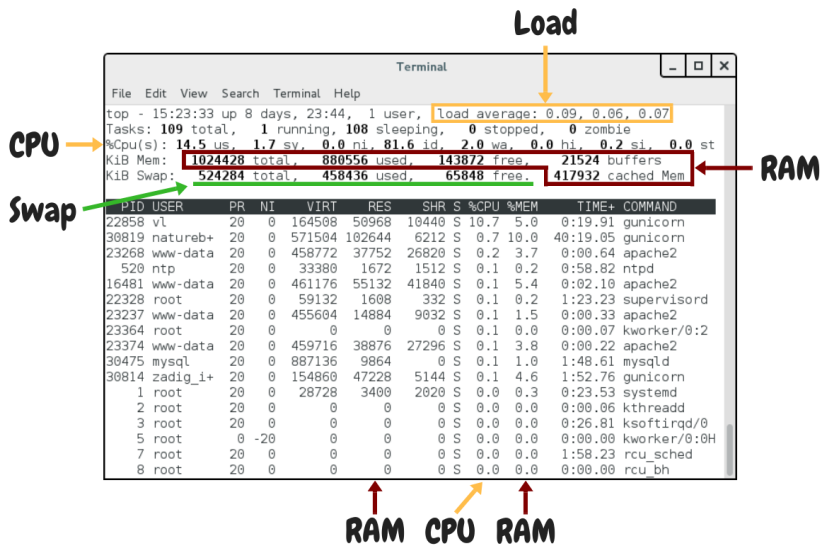 Load
Terminal
File Edit View Search Terminal Help
top - 15:23:33 up 8 days, 23:44, 1 user, load average: 0.09, 0.06, 0.07
Tasks: 109 total, 1 running, 108 sleeping, 0 stopped, 0 zombie
CPU
%Cpu(s): 14.5 us, 1.7 sy, 0.0 ni, 81.6 id, 2.0 wa, 0.0 hi, 0.2 si, 0.0 st
KiB Mem: 1024428 total, 880556 used, 143872 free, 21524 buffers
RAM
KiB Swap: 524284 total, 458436 used, 65848 free. 417932 cached Mem
Swap
PID USER PR NI VIRT RES SHR S %CPU %MEM TIME+ COMMAND
22858 vl 20 0 164508 50968 10440 S 10.7 5.0 0:19.91 gunicorn
30819 natureb+ 20 0 571504 102644 6212 S 0.7 10.0 40:19.05 gunicorn
23268 www-data 20 0 458772 37752 26820 S 0.2 3.7 0:00.64 apache2
520 ntp 20 0 33380 1672 1512 S 0.1 0.2 0:58.82 ntpd
16481 www-data 20 0 461176 55132 41840 S 0.1 5.4 0:02.10 apache2
22328 root 20 0 59132 1608 332 S 0.1 0.2 1:23.23 supervisord
23237 www-data 20 0 455604 14884 9032 S 0.1 1.5 0:00.33 apache2
23364 root 20 0 0 0 0 S 0.1 0.0 0:00.07 kworker/0:2
23374 www-data 20 0 459716 38876 27296 S 0.1 3.8 0:00.22 apache2
30475 mysql 20 0 887136 9864 0 S 0.1 1.0 1:48.61 mysqld
30814 zadig_i+ 20 0 154860 47228 5144 S 0.1 4.6 1:52.76 gunicorn
1 root 20 0 28728 3400 2020 S 0.0 0.3 0:23.53 systemd
2 root 20 0 0 0 0 S 0.0 0.0 0:00.06 kthreadd
3 root 20 0 0 0 0 S 0.0 0.0 0:26.81 ksoftirqd/0
5 root 0 -20 0 0 0 S 0.0 0.0 0:00.00 kworker/0:0H
7 root 20 0 0 0 0 S 0.0 0.0 1:58.23 rcu_sched
8 root 20 0 0 0 0 S 0.0 0.0 0:00.00 rcu_bh
RAM CPU RAM